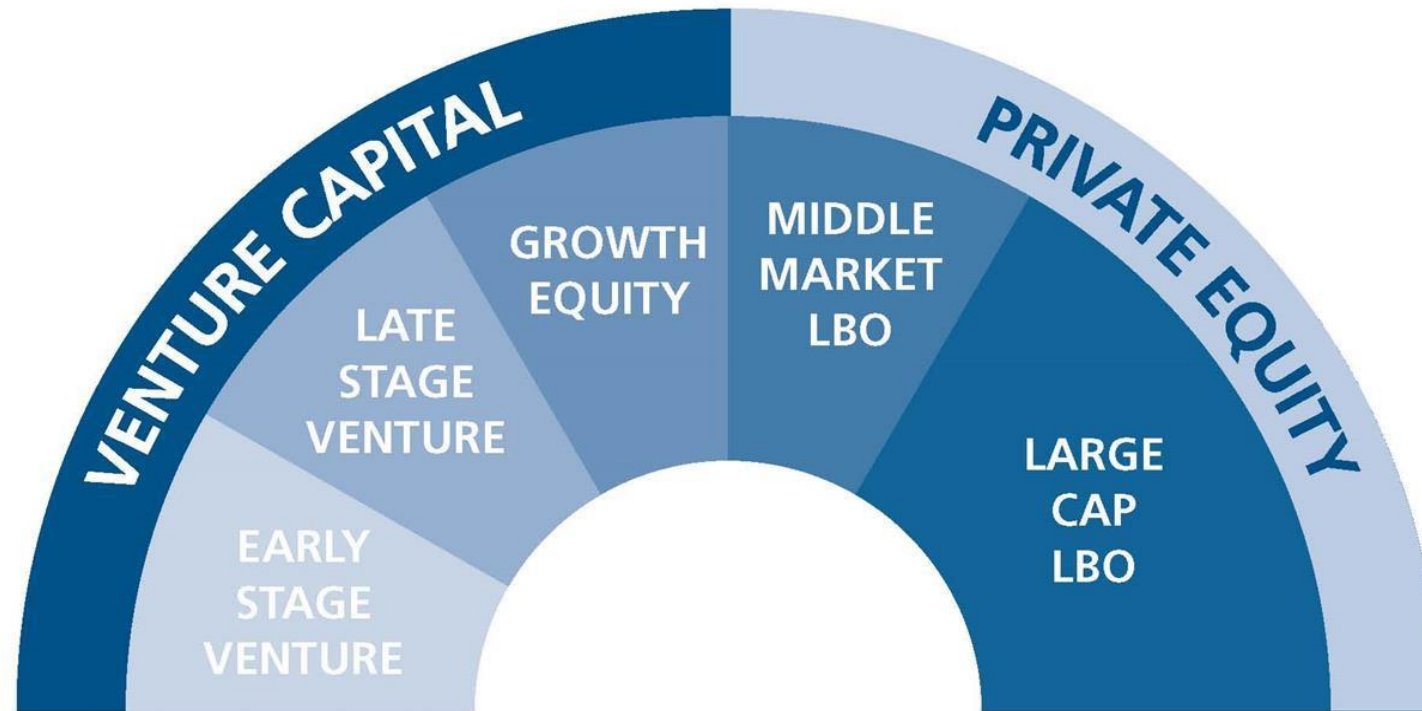 VENTURE CAPITAL
PRIVATE EQUITY
EARLY
STAGE
VENTURE
LATE
STAGE
VENTURE
GROWTH
EQUITY
MIDDLE
MARKET
LBO
LARGE
CAP
LBO